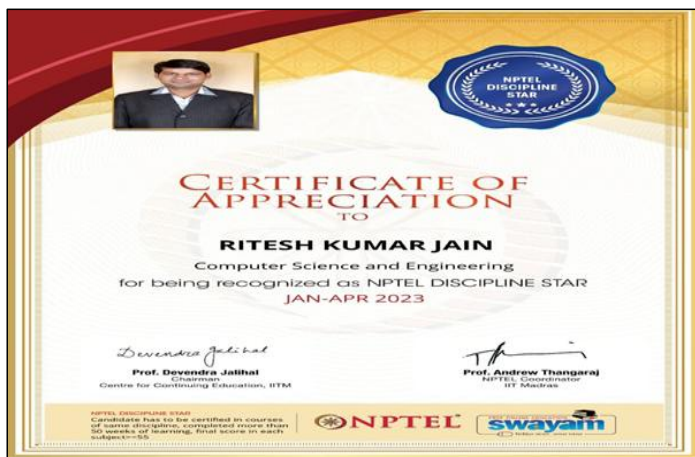 NPTEL
DISCIPLINE
STAR
CERTIFICATE OF
APPRECIATION
TO
RITESH KUMAR JAIN
Computer Science and Engineering
for being recognized as NPTEL DISCIPLINE STAR
JAN-APR 2023
Devendra Jalihal
Prof. Devendra Jalihal
Chairman
Centre for Continuing Education, IITM
Prof. Andrew Thangaraj
NPTEL Coordinator
IIT Madras
NPTEL DISCIPLINE STAR
Candidate has to be certified in courses
of same discipline, completed more than
50 weeks of learning, final score in each
subject>=55
NPTEL
swayam